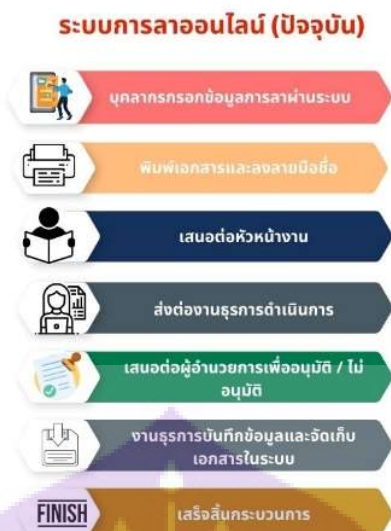 ระบบการลาออนไลน์ (ปัจจุบัน)
บุคลากรกรอกข้อมูลการลาผ่านระบบ
พิมพ์เอกสารและลงลายมือชื่อ
เสนอต่อหัวหน้างาน
ส่งต่องานธุรการดำเนินการ
เสนอต่อผู้อำนวยการเพื่ออนุมัติ / ไม่
อนุมัติ
งานธุรการบันทึกข้อมูลและจัดเก็บ
เอกสารในระบบ
FINISH
เสร็จสิ้นกระบวนการ